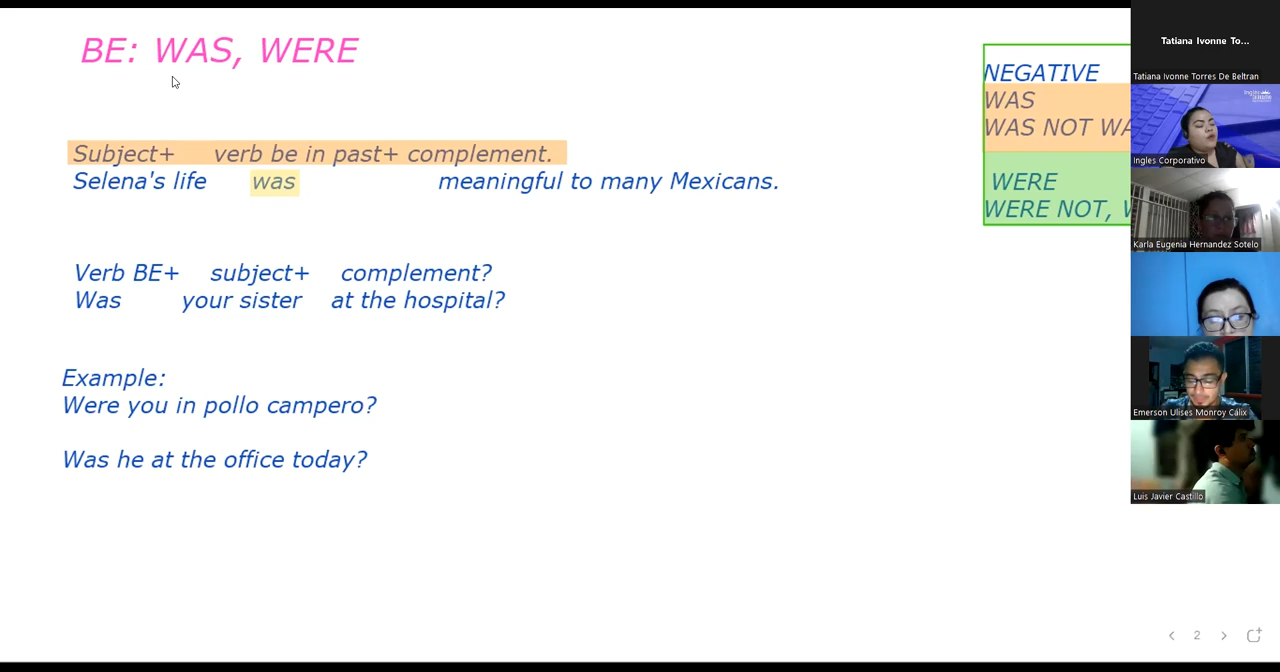 BE: WAS, WERE
Subject+ verb be in past+ complement.
Selena's life was meaningful to many Mexicans.
Verb BE+ subject+ complement?
Was your sister at the hospital?
Example:
Were you in pollo campero?
Was he at the office today?
NEGATIVE
WAS
WAS NOT
WERE
WERE NOT,
2
Tatiana Ivonne To...
Tatiana Ivonne Torres De Beltran
Ingles Corporativo
Karla Eugenia Hernandez Sotelo
Emerson Ulises Monroy Cálix
Luis Javier Castillo